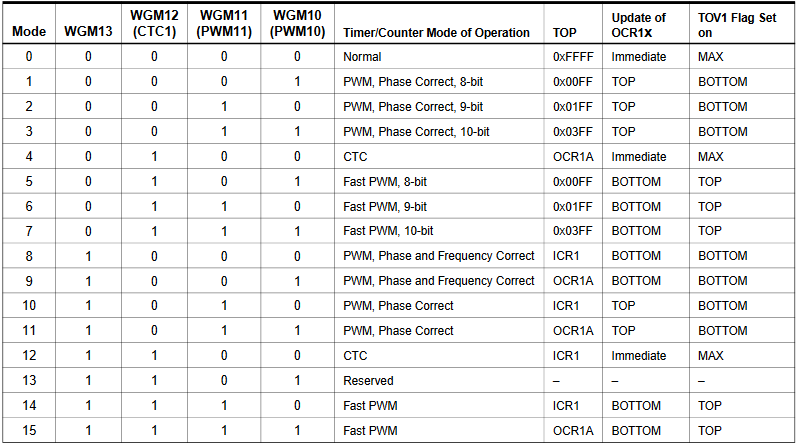 Mode WGM13 WGM12 (CTC1) WGM11 (PWM11) WGM10 (PWM10) Timer/Counter Mode of Operation TOP Update of OCR1X TOV1 Flag Set on
0 0 0 0 0 Normal 0xFFFF Immediate MAX
1 0 0 0 1 PWM, Phase Correct, 8-bit 0x00FF TOP BOTTOM
2 0 0 1 0 PWM, Phase Correct, 9-bit 0x01FF TOP BOTTOM
3 0 0 1 1 PWM, Phase Correct, 10-bit 0x03FF TOP BOTTOM
4 0 1 0 0 CTC OCR1A Immediate MAX
5 0 1 0 1 Fast PWM, 8-bit 0x00FF BOTTOM TOP
6 0 1 1 0 Fast PWM, 9-bit 0x01FF BOTTOM TOP
7 0 1 1 1 Fast PWM, 10-bit 0x03FF BOTTOM TOP
8 1 0 0 0 PWM, Phase and Frequency Correct ICR1 BOTTOM BOTTOM
9 1 0 0 1 PWM, Phase and Frequency Correct OCR1A BOTTOM BOTTOM
10 1 0 1 0 PWM, Phase Correct ICR1 TOP BOTTOM
11 1 0 1 1 PWM, Phase Correct OCR1A TOP BOTTOM
12 1 1 0 0 CTC ICR1 Immediate MAX
13 1 1 0 1 Reserved – – –
14 1 1 1 0 Fast PWM ICR1 BOTTOM TOP
15 1 1 1 1 Fast PWM OCR1A BOTTOM TOP